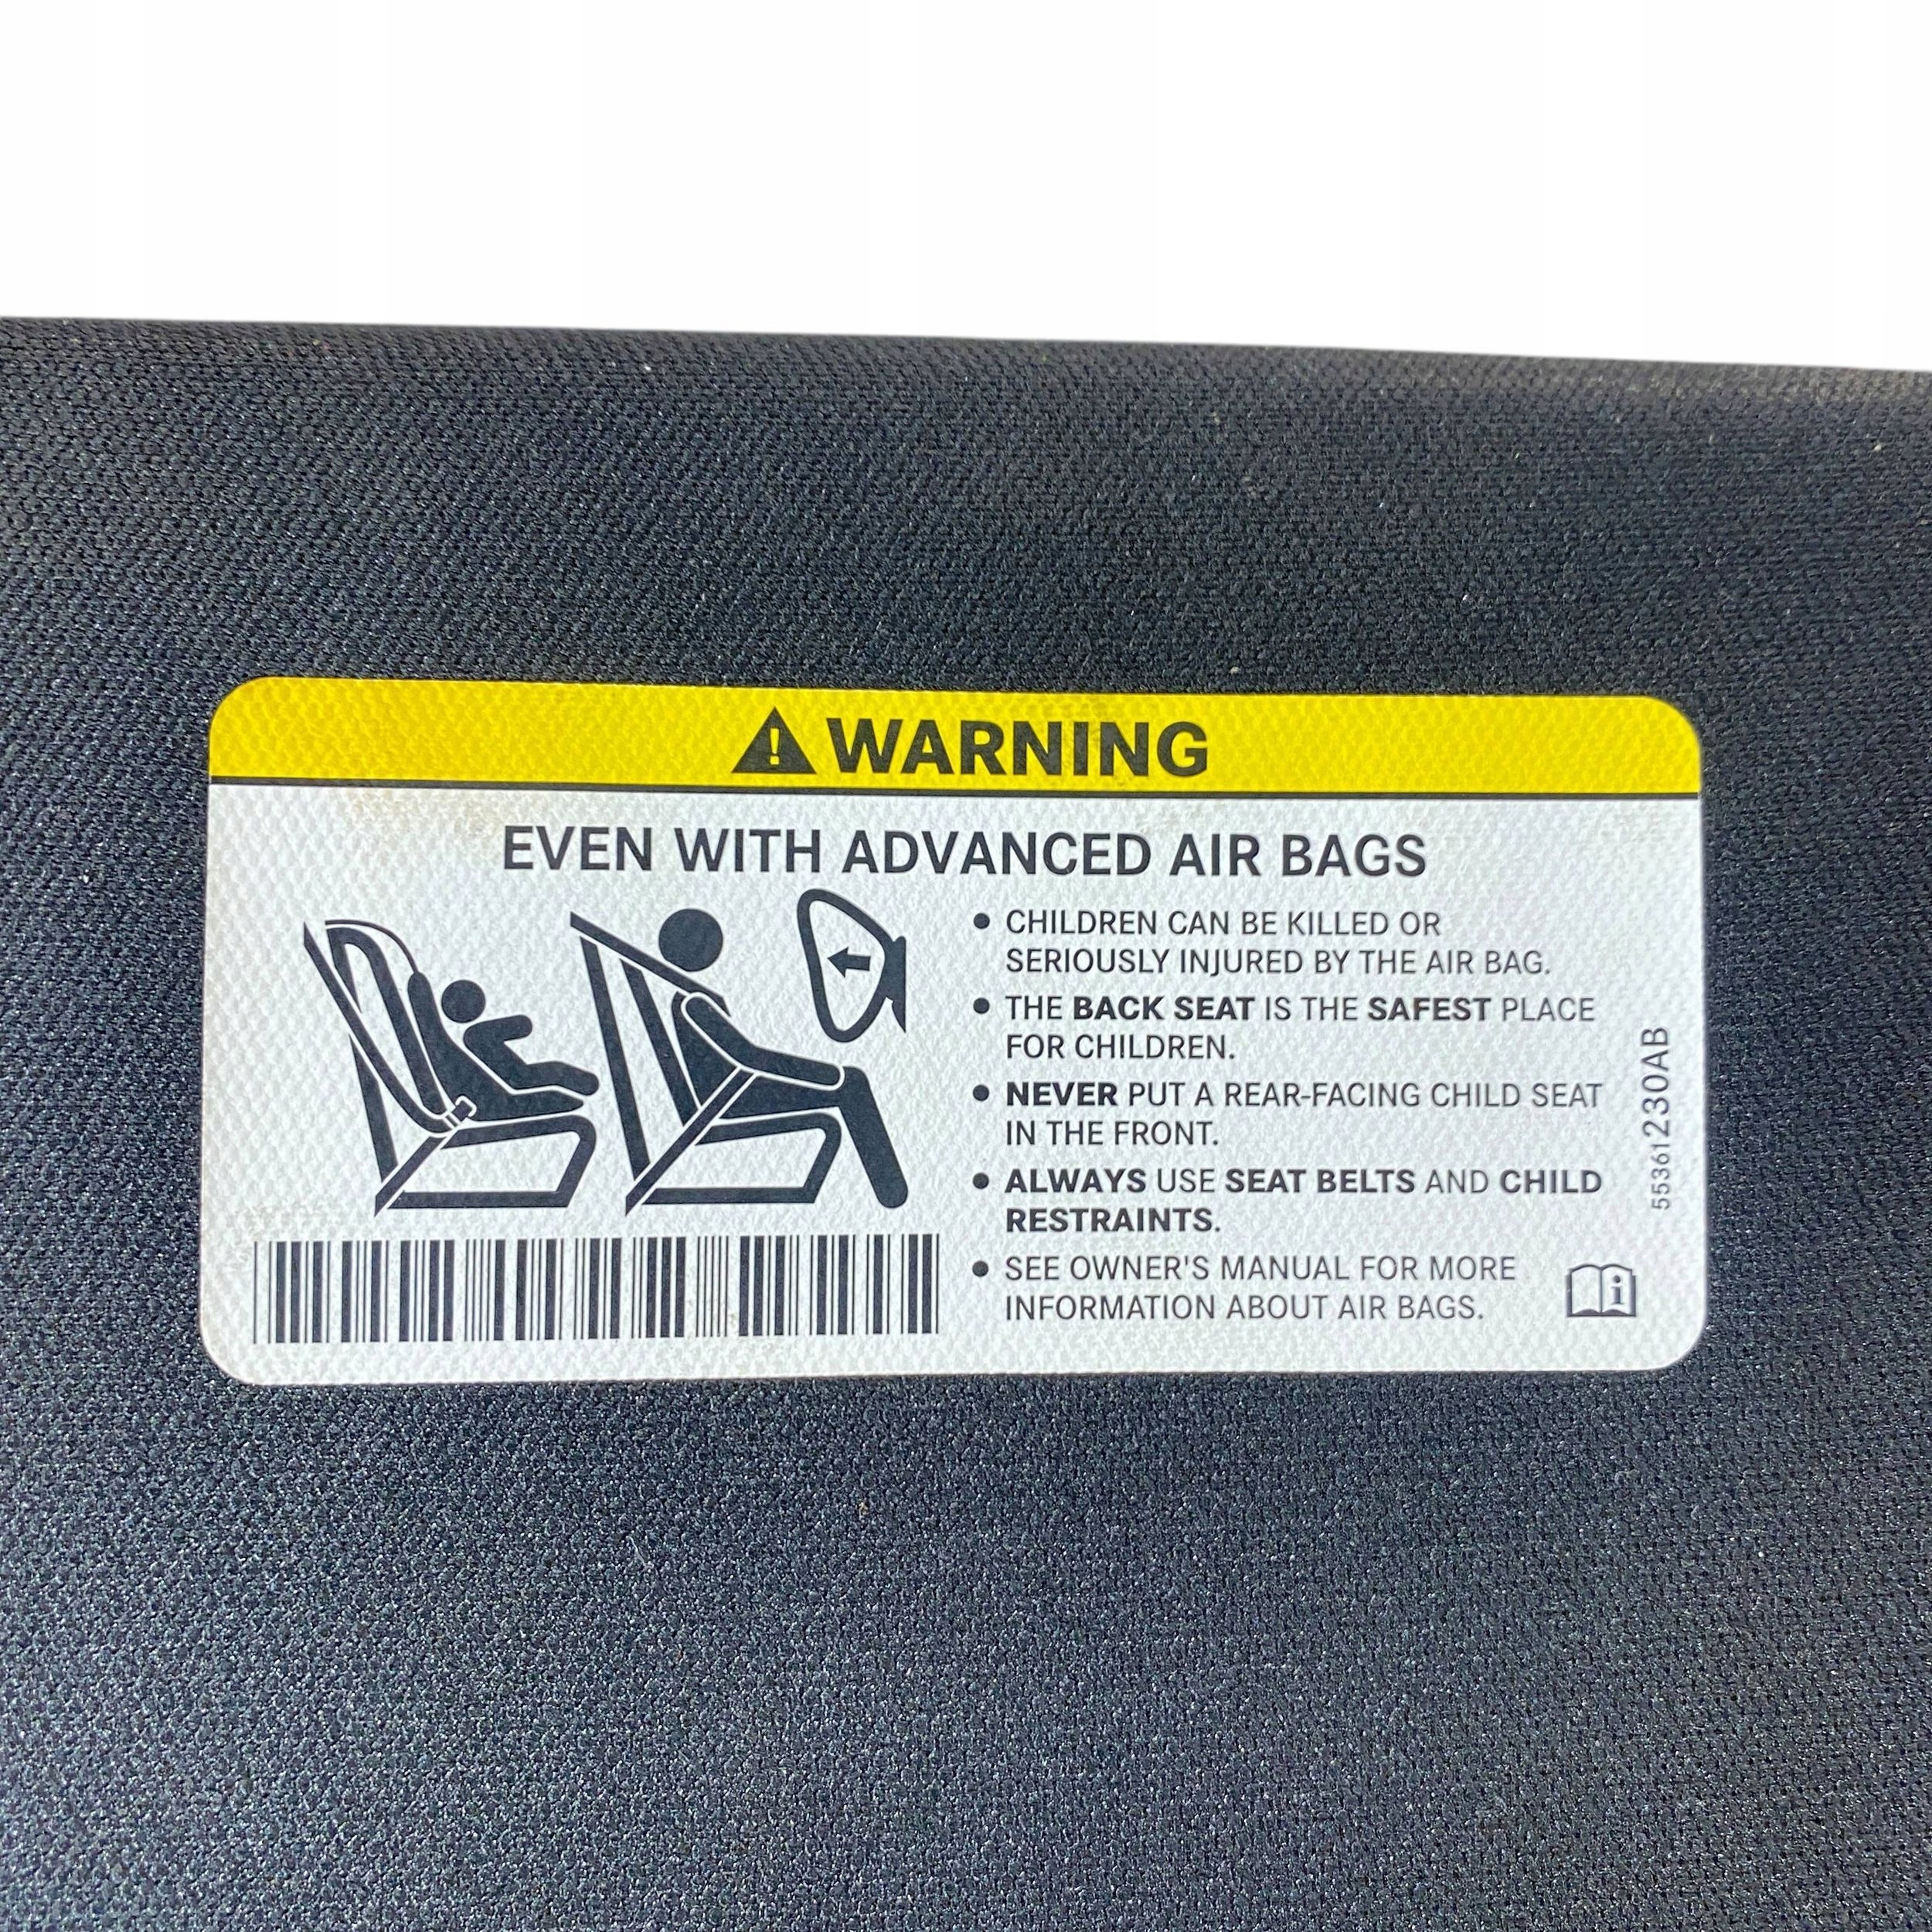 WARNING
EVEN WITH ADVANCED AIR BAGS
• CHILDREN CAN BE KILLED OR
SERIOUSLY INJURED BY THE AIR BAG.
• THE BACK SEAT IS THE SAFEST PLACE
FOR CHILDREN.
• NEVER PUT A REAR-FACING CHILD SEAT
IN THE FRONT.
• ALWAYS USE SEAT BELTS AND CHILD
RESTRAINTS.
• SEE OWNER'S MANUAL FOR MORE
INFORMATION ABOUT AIR BAGS.
55361230AB